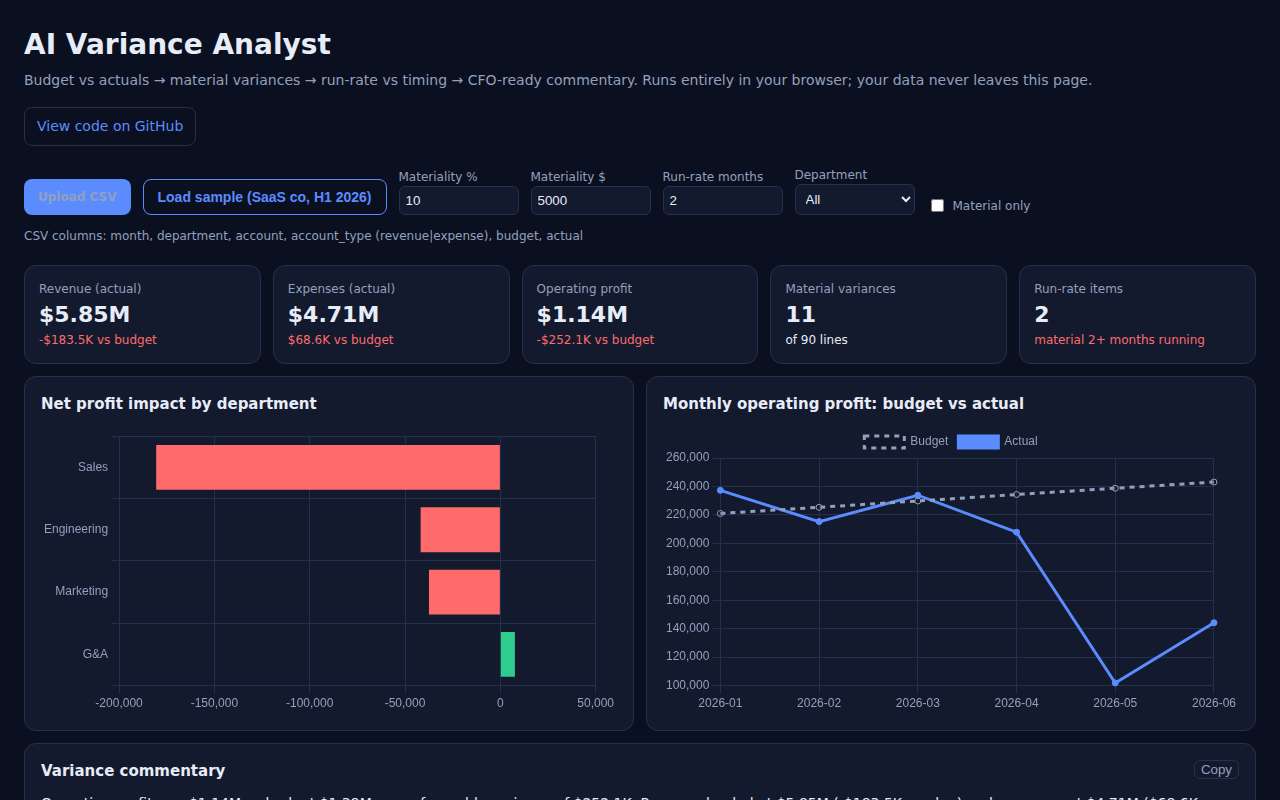 AI Variance Analyst
Budget vs actuals → material variances → run-rate vs timing → CFO-ready commentary. Runs entirely in your browser; your data never leaves this page.
View code on GitHub
Upload CSV
Load sample (SaaS co, H1 2026)
Materiality %
10
Materiality $
5000
Run-rate months
2
Department
All
Material only
CSV columns: month, department, account, account_type (revenue|expense), budget, actual
Revenue (actual)
$5.85M
-$183.5K vs budget
Expenses (actual)
$4.71M
$68.6K vs budget
Operating profit
$1.14M
-$252.1K vs budget
Material variances
11
of 90 lines
Run-rate items
2
material 2+ months running
Net profit impact by department
Sales
Engineering
Marketing
G&A
-200,000 -150,000 -100,000 -50,000 0 50,000
Monthly operating profit: budget vs actual
Budget Actual
260,000
240,000
220,000
200,000
180,000
160,000
140,000
120,000
100,000
2026-01 2026-02 2026-03 2026-04 2026-05 2026-06
Variance commentary
Copy